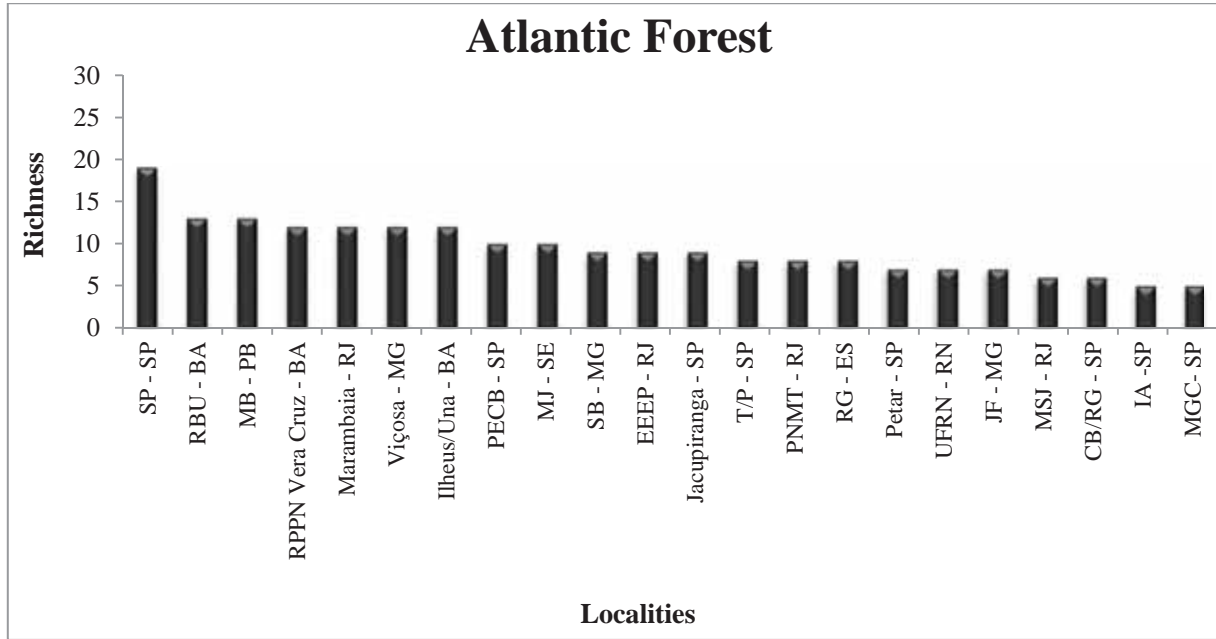 Atlantic Forest
30
25
20
15
10
5
0
Richness
SP - SP
RBU - BA
MB - PB
RPPN Vera Cruz - BA
Marambaia - RJ
Viçosa - MG
Ilheus/Una - BA
PECB - SP
MJ - SE
SB - MG
EEEP - RJ
Jacupiranga - SP
T/P - SP
PNMT - RJ
RG - ES
Petar - SP
UFRN - RN
JF - MG
MSJ - RJ
CB/RG - SP
IA -SP
MGC- SP
Localities